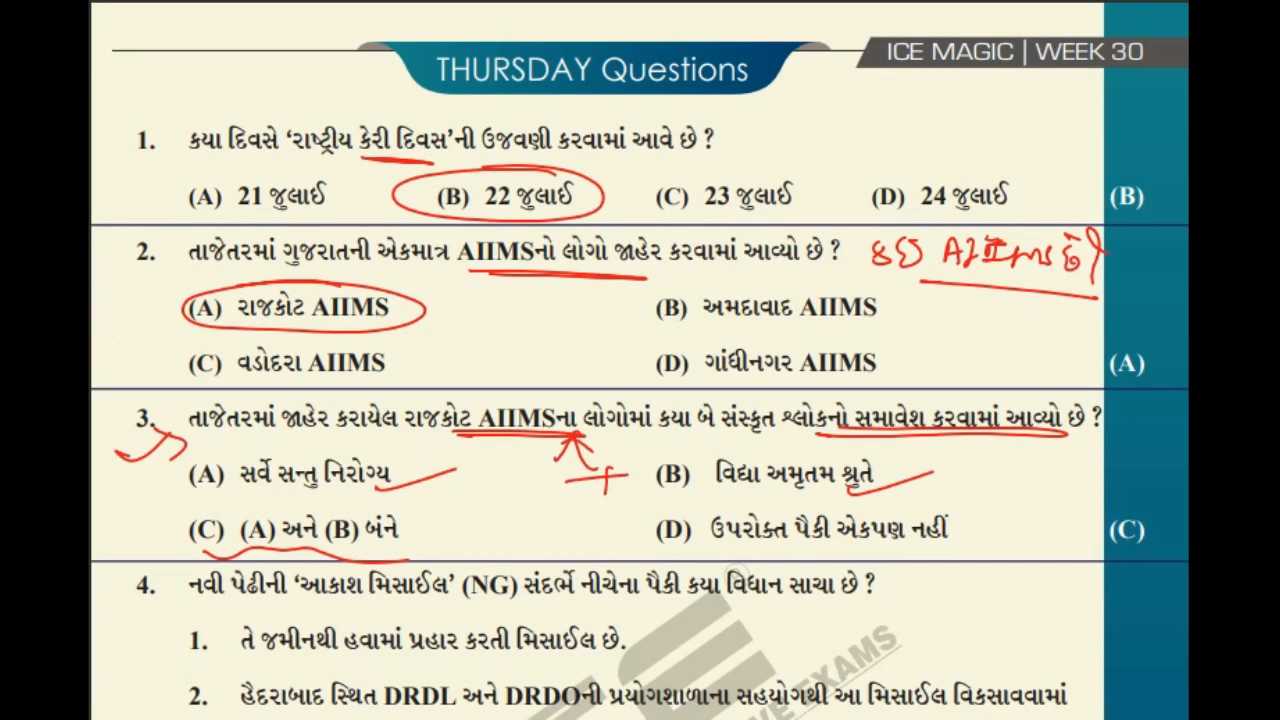 ICE MAGIC | WEEK 30
THURSDAY Questions
1. કયા દિવસે ‘રાષ્ટ્રીય કેરી દિવસ’ની ઉજવણી કરવામાં આવે છે ?
(A) 21 જુલાઈ (B) 22 જુલાઈ (C) 23 જુલાઈ (D) 24 જુલાઈ (B)
2. તાજેતરમાં ગુજરાતની એકમાત્ર AIIMSનો લોગો જાહેર કરવામાં આવ્યો છે ? કઇ AIIMS છે?
(A) રાજકોટ AIIMS (B) અમદાવાદ AIIMS
(C) વડોદરા AIIMS (D) ગાંધીનગર AIIMS (A)
3. તાજેતરમાં જાહેર કરાયેલ રાજકોટ AIIMSના લોગોમાં કયા બે સંસ્કૃત શ્લોકનો સમાવેશ કરવામાં આવ્યો છે ?
(A) સર્વે સન્તુ નિરોગ્ય (B) વિદ્યા અમૃતમ શ્રુતે
(C) (A) અને (B) બંને (D) ઉપરોક્ત પૈકી એકપણ નહીં (C)
4. નવી પેઢીની ‘આકાશ મિસાઈલ’ (NG) સંદર્ભે નીચેના પૈકી કયા વિધાન સાચા છે ?
1. તે જમીનથી હવામાં પ્રહાર કરતી મિસાઈલ છે.
2. હૈદરાબાદ સ્થિત DRDL અને DRDOની પ્રયોગશાળાના સહયોગથી આ મિસાઈલ વિકસાવવામાં
EXAMS